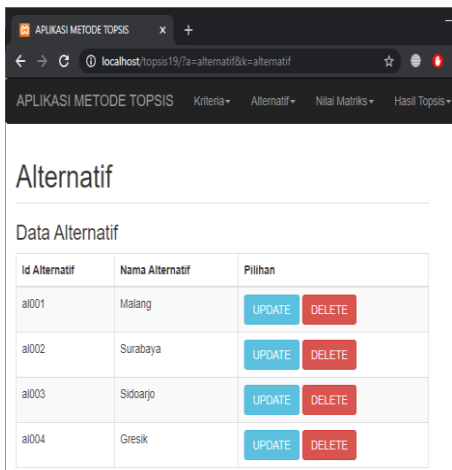 APLIKASI METODE TOPSIS
localhost/topsis19/?a=alternatif&k=alternatif
APLIKASI METODE TOPSIS Kriteria Alternatif Nilai Matriks Hasil Topsis
Alternatif
Data Alternatif
Id Alternatif Nama Alternatif Pilihan
al001 Malang UPDATE DELETE
al002 Surabaya UPDATE DELETE
al003 Sidoarjo UPDATE DELETE
al004 Gresik UPDATE DELETE